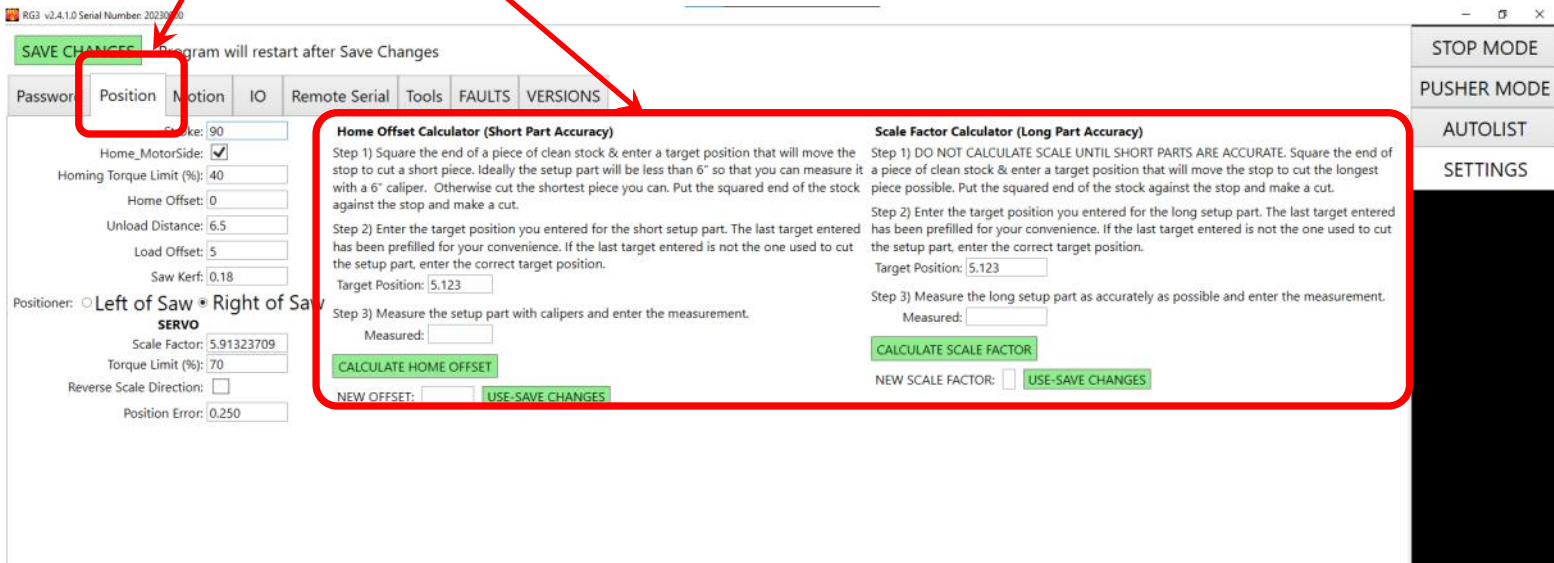 RG3 v2.4.1.0 Serial Number:
SAVE CHANGES Program will restart after Save Changes
STOP MODE
PUSHER MODE
AUTOLIST
SETTINGS
Password Position Motion IO Remote Serial Tools FAULTS VERSIONS
Stroke: 90
Home_MotorSide:
Homing Torque Limit (%): 40
Home Offset: 0
Unload Distance: 6.5
Load Offset: 5
Saw Kerf: 0.18
Positioner: Left of Saw Right of Saw
SERVO
Scale Factor: 5.91323709
Torque Limit (%): 70
Reverse Scale Direction:
Position Error: 0.250
Home Offset Calculator (Short Part Accuracy)
Step 1) Square the end of a piece of clean stock & enter a target position that will move the
stop to cut a short piece. Ideally the setup part will be less than 6" so that you can measure it
with a 6" caliper. Otherwise cut the shortest piece you can. Put the squared end of the stock
against the stop and make a cut.
Step 2) Enter the target position you entered for the short setup part. The last target entered
has been prefilled for your convenience. If the last target entered is not the one used to cut
the setup part, enter the correct target position.
Target Position: 5.123
Step 3) Measure the setup part with calipers and enter the measurement.
Measured:
CALCULATE HOME OFFSET
NEW OFFSET: USE-SAVE CHANGES
Scale Factor Calculator (Long Part Accuracy)
Step 1) DO NOT CALCULATE SCALE UNTIL SHORT PARTS ARE ACCURATE. Square the end of
a piece of clean stock & enter a target position that will move the stop to cut the longest
piece possible. Put the squared end of the stock against the stop and make a cut.
Step 2) Enter the target position you entered for the long setup part. The last target entered
has been prefilled for your convenience. If the last target entered is not the one used to cut
the setup part, enter the correct target position.
Target Position: 5.123
Step 3) Measure the long setup part as accurately as possible and enter the measurement.
Measured:
CALCULATE SCALE FACTOR
NEW SCALE FACTOR: USE-SAVE CHANGES